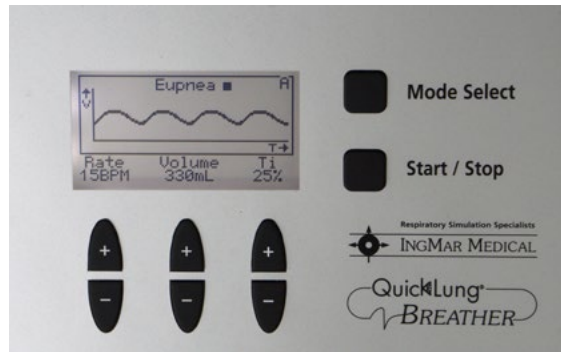 Eupnea A
V
T
Rate Volume Ti
15BPM 330mL 25%
+ + +
− − −
Mode Select
Start / Stop
Respiratory Simulation Specialists
INGMAR MEDICAL
QuickLung®
BREATHER